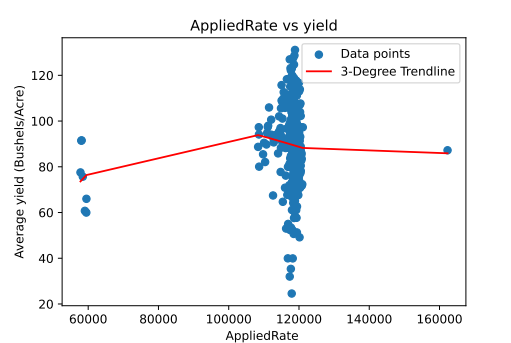 AppliedRate vs yield
Data points
3-Degree Trendline
Average yield (Bushels/Acre)
120
100
80
60
40
20
60000 80000 100000 120000 140000 160000
AppliedRate